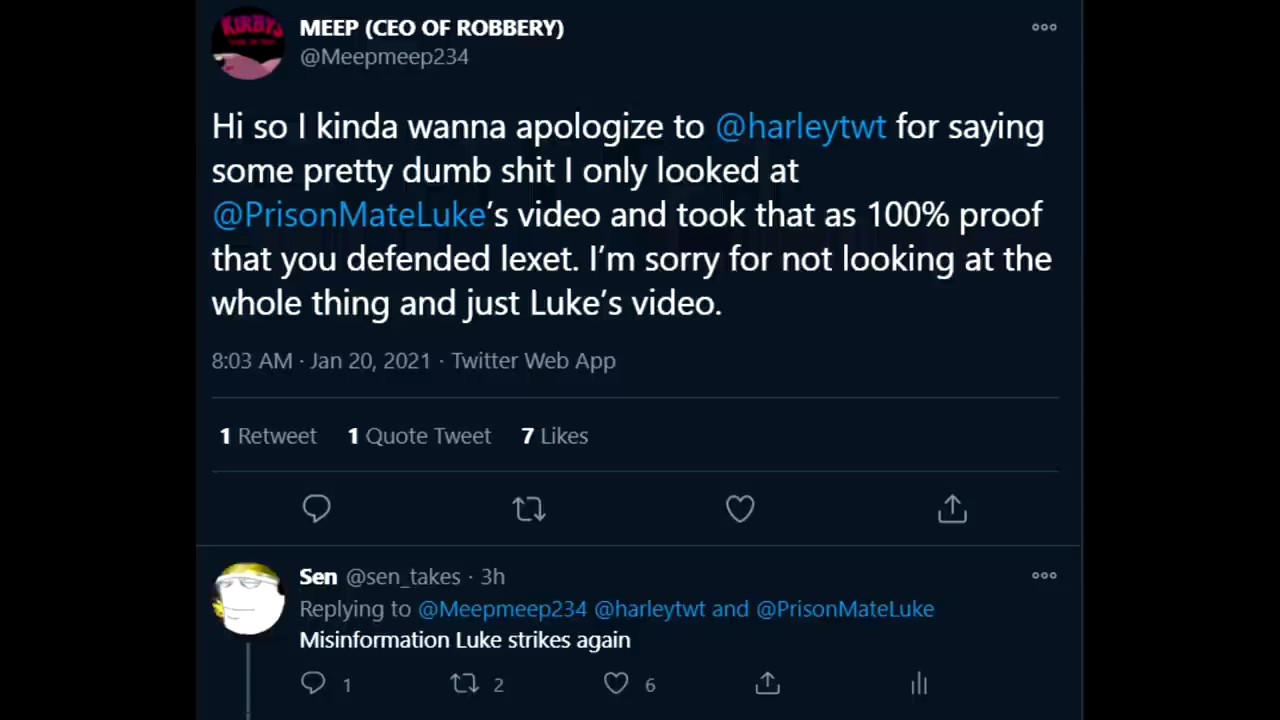 KIRBY'S
MEEP (CEO OF ROBBERY)
@Meepmeep234
Hi so I kinda wanna apologize to @harleytwt for saying
some pretty dumb shit I only looked at
@PrisonMateLuke’s video and took that as 100% proof
that you defended lexet. I’m sorry for not looking at the
whole thing and just Luke’s video.
8:03 AM · Jan 20, 2021 · Twitter Web App
1 Retweet 1 Quote Tweet 7 Likes
Sen @sen_takes · 3h
Replying to @Meepmeep234 @harleytwt and @PrisonMateLuke
Misinformation Luke strikes again
1 2 6